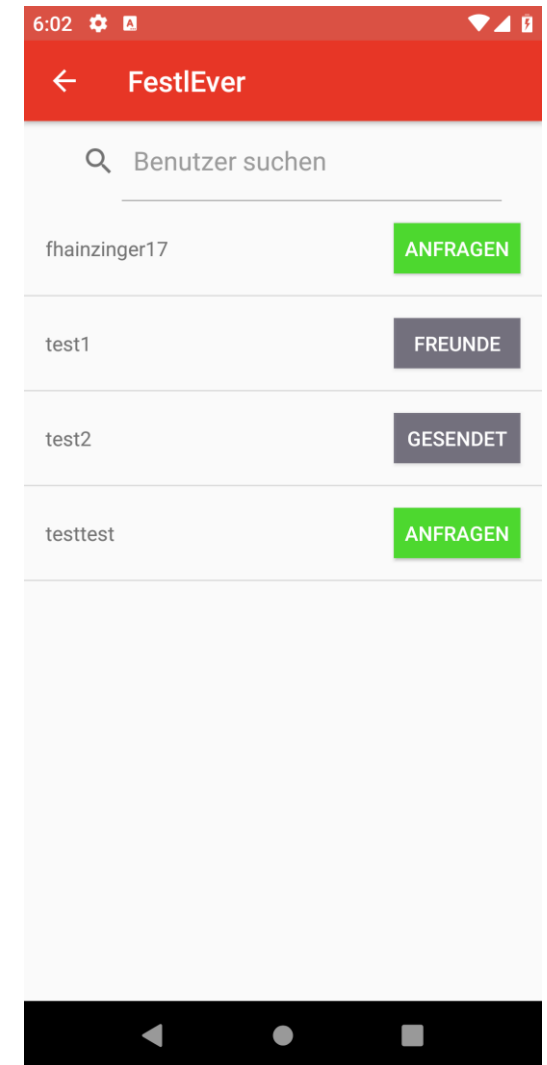 6:02
FestlEver
Benutzer suchen
fhainzinger17 ANFRAGEN
test1 FREUNDE
test2 GESENDET
testtest ANFRAGEN